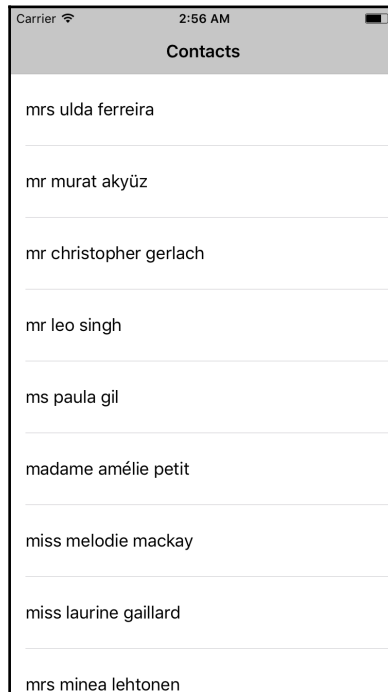 Carrier 2:56 AM
Contacts
mrs ulda ferreira
mr murat akyüz
mr christopher gerlach
mr leo singh
ms paula gil
madame amélie petit
miss melodie mackay
miss laurine gaillard
mrs minea lehtonen